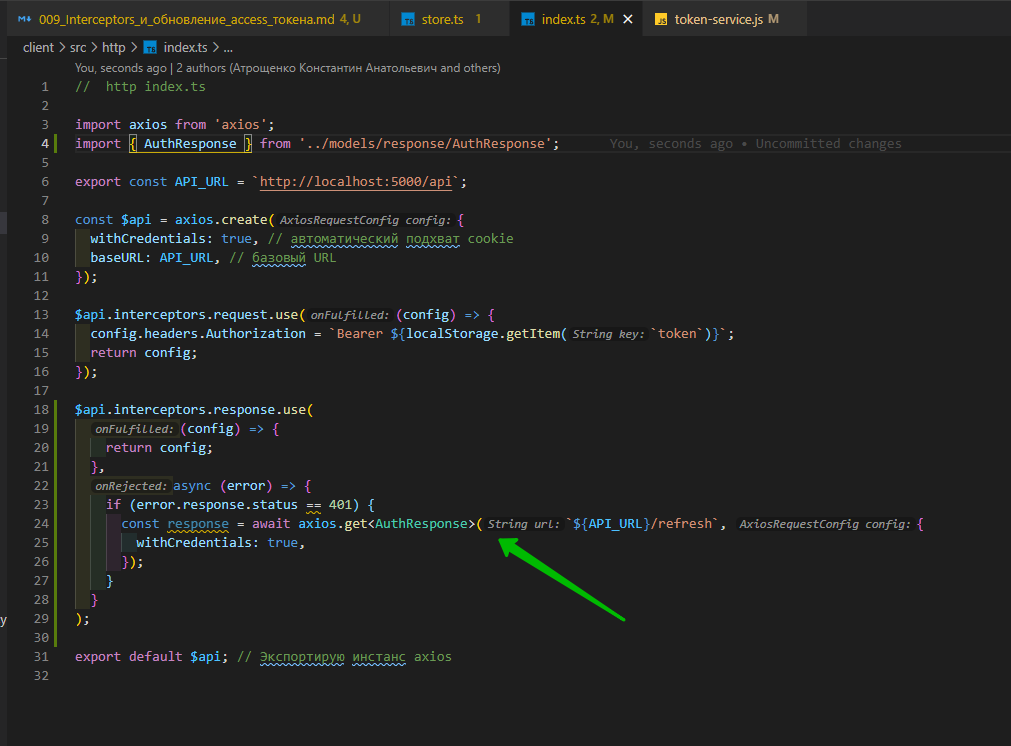 009_Interceptors_и_обновление_access_токена.md 4, U store.ts 1 index.ts 2, M token-service.js M
client > src > http > index.ts > ...
You, seconds ago | 2 authors (Атрощенко Константин Анатольевич and others)
1 // http index.ts
2
3 import axios from 'axios';
4 import { AuthResponse } from '../models/response/AuthResponse'; You, seconds ago • Uncommitted changes
5
6 export const API_URL = `http://localhost:5000/api`;
7
8 const $api = axios.create( AxiosRequestConfig config: {
9 withCredentials: true, // автоматический подхват cookie
10 baseURL: API_URL, // базовый URL
11 });
12
13 $api.interceptors.request.use( onFulfilled: (config) => {
14 config.headers.Authorization = `Bearer ${localStorage.getItem( String key: `token`)}`;
15 return config;
16 });
17
18 $api.interceptors.response.use(
19 onFulfilled: (config) => {
20 return config;
21 },
22 onRejected: async (error) => {
23 if (error.response.status == 401) {
24 const response = await axios.get<AuthResponse>( String url: `${API_URL}/refresh`, AxiosRequestConfig config: {
25 withCredentials: true,
26 });
27 }
28 }
29 );
30
31 export default $api; // Экспортирую инстанс axios
32
y